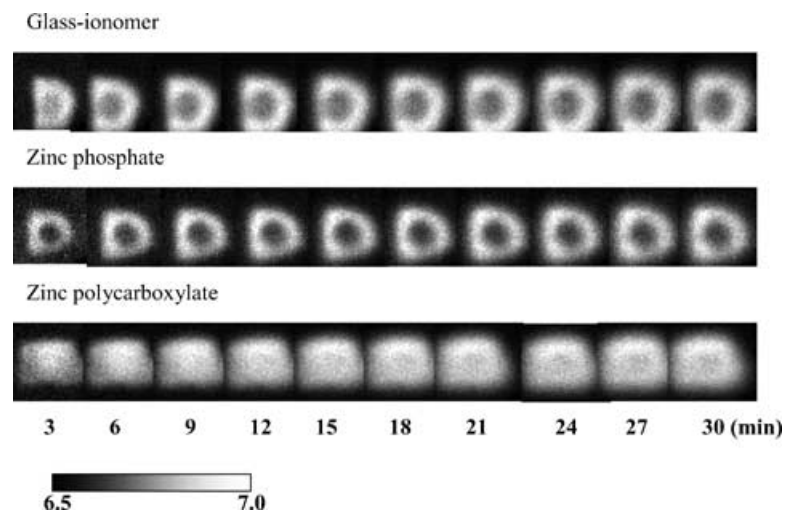 Glass-ionomer
Zinc phosphate
Zinc polycarboxylate
3 6 9 12 15 18 21 24 27 30 (min)
6.5 7.0